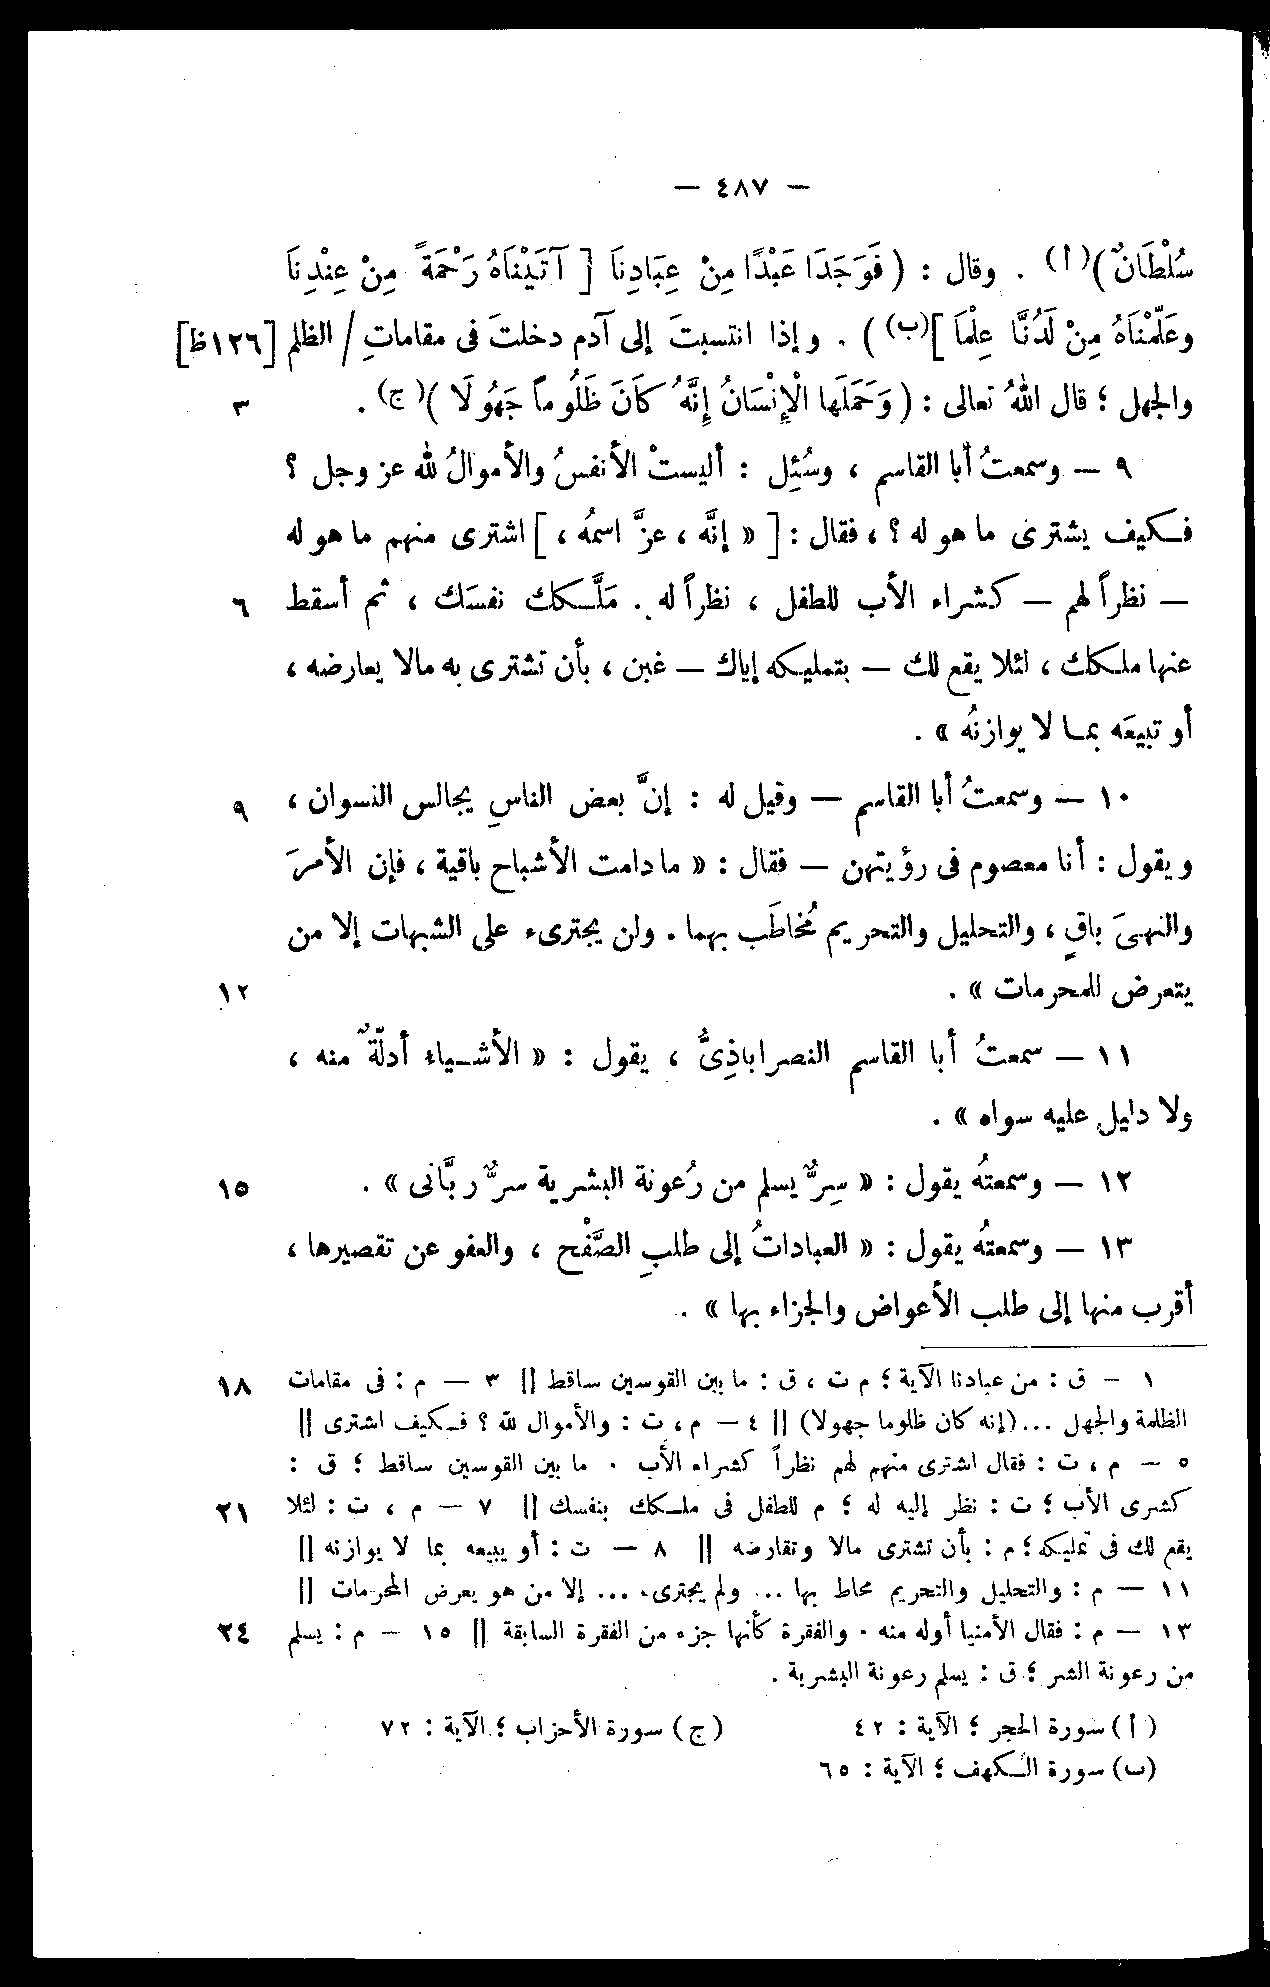 — ٤٨٧ —
سُلْطَانٌ )(أ) . وقال : ( فَوَجَدَا عَبْدًا مِنْ عِبَادِنَا [ آتَيْنَاهُ رَحْمَةً مِنْ عِنْدِنَا
وعَلَّمْنَاهُ مِنْ لَدُنَّا عِلْمًا ](ب) ) . وإذا انتسبتَ إلى آدم دخلتَ فى مقاماتِ / الظلم [١٢٦ظ]
والجهل ؛ قال اللهُ تعالى : ( وَحَمَلَها الْإِنْسَانُ إِنَّهُ كَانَ ظَلُوماً جَهُولَا )(ج) . ٣
٩ — وسمعتُ أبا القاسم ، وسُئِل : أليستْ الأنفسُ والأموالُ لله عز وجل ؟
فكيف يشترى ما هو له ؟ ، فقال : [ « إنَّه ، عزَّ اسمُه ، ] اشترى منهم ما هو له
— نظراً لهم — كشراء الأب للطفل ، نظراً له . مَلَّكك نفسَك ، ثم أسقط ٦
عنها ملكك ، لئلا يقع لك — بتمليكه إياك — غبن ، بأن تشترى به مالا يعارضه ،
أو تبيعَه بما لا يوازنُه » .
١٠ — وسمعتُ أبا القاسم — وقيل له : إنَّ بعض الناسِ يجالس النسوان ، ٩
ويقول : أنا معصوم فى رؤيتهن — فقال : « ما دامت الأشباح باقية ، فإن الأمرَ
والنهىَ باقٍ ، والتحليل والتحريم مُخاطَب بهما . ولن يجترىء على الشبهات إلا من
يتعرض للمحرمات » . ١٢
١١ — سمعتُ أبا القاسم النصراباذِىَّ ، يقول : « الأشياء أدلّةٌ منه ،
ولا دليل عليه سواه » .
١٢ — وسمعتهُ يقول : « سِرٌّ يسلم من رُعونة البشرية سرٌّ ربَّانى » . ١٥
١٣ — وسمعتهُ يقول : « العباداتُ إلى طلبِ الصَّفْح ، والعفو عن تقصيرها ،
أقرب منها إلى طلب الأعواض والجزاء بها » .
١ — ق : من عبادنا الآية ؛ م ت ، ق : ما بين القوسين ساقط || ٣ — م : فى مقامات ١٨
الظلمة والجهل ... (إنه كان ظلوما جهولا) || ٤ — م ، ت : والأموال لله ؟ فكيف اشترى ||
٥ — م ، ت : فقال اشترى منهم لهم نظراً كشراء الأب . ما بين القوسين ساقط ؛ ق :
كشرى الأب ؛ ت : نظر إليه له ؛ م للطفل فى ملكك بنفسك || ٧ — م ، ت : لئلا ٢١
يقع لك فى تمليكه ؛ م : بأن تشترى مالا وتقارضه || ٨ — ت : أو يبيعه بما لا يوازنه ||
١١ — م : والتحليل والتحريم محاط بها ... ولم يجترىء ... إلا من هو يعرض المحرمات ||
١٣ — م : فقال الأمنيا أوله منه . والفقرة كأنها جزء من الفقرة السابقة || ١٥ — م : يسلم ٢٤
من رعونة الشر ؛ ق : يسلم رعونة البشرية .
(أ) سورة الحجر ؛ الآية : ٤٢ (ج) سورة الأحزاب ؛ الآية : ٧٢
(ب) سورة الكهف ؛ الآية : ٦٥